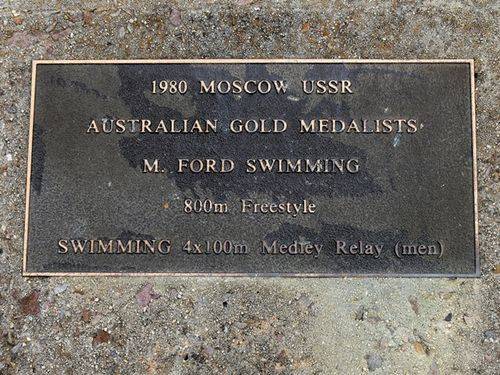 1980 MOSCOW USSR
AUSTRALIAN GOLD MEDALISTS
M. FORD SWIMMING
800m Freestyle
SWIMMING 4x100m Medley Relay (men)